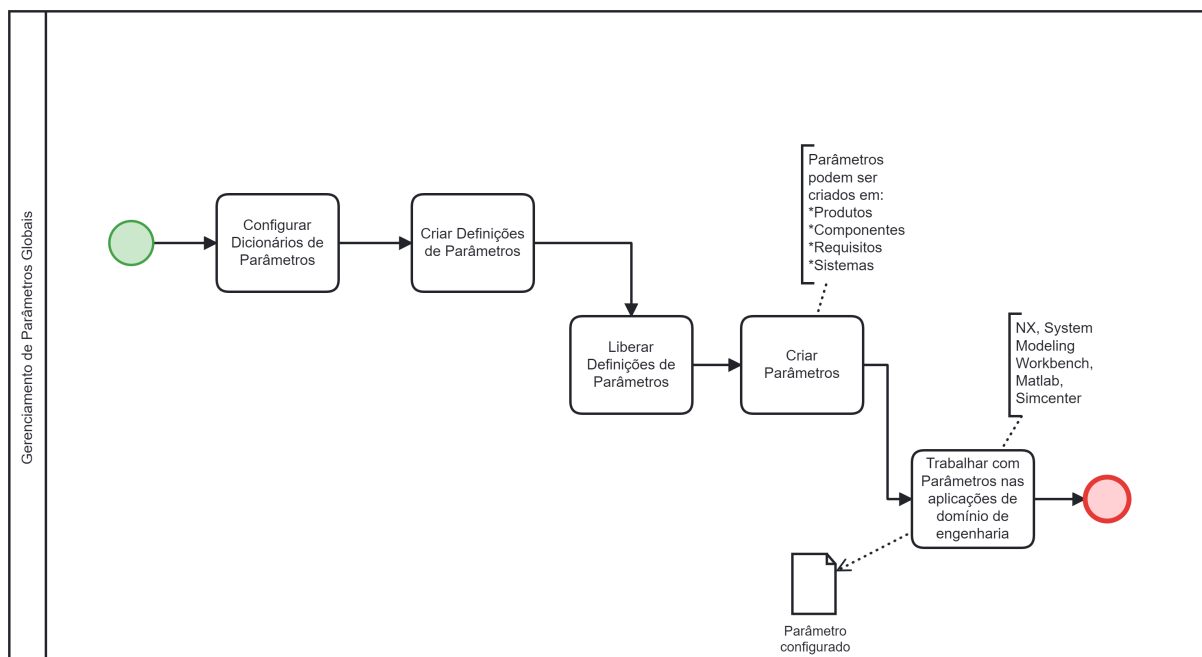 Gerenciamento de Parâmetros Globais
Configurar
Dicionários de
Parâmetros
Criar Definições
de Parâmetros
Liberar
Definições de
Parâmetros
Parâmetros
podem ser
criados em:
*Produtos
*Componentes
*Requisitos
*Sistemas
Criar
Parâmetros
NX, System
Modeling
Workbench,
Matlab,
Simcenter
Trabalhar com
Parâmetros nas
aplicações de
domínio de
engenharia
Parâmetro
configurado